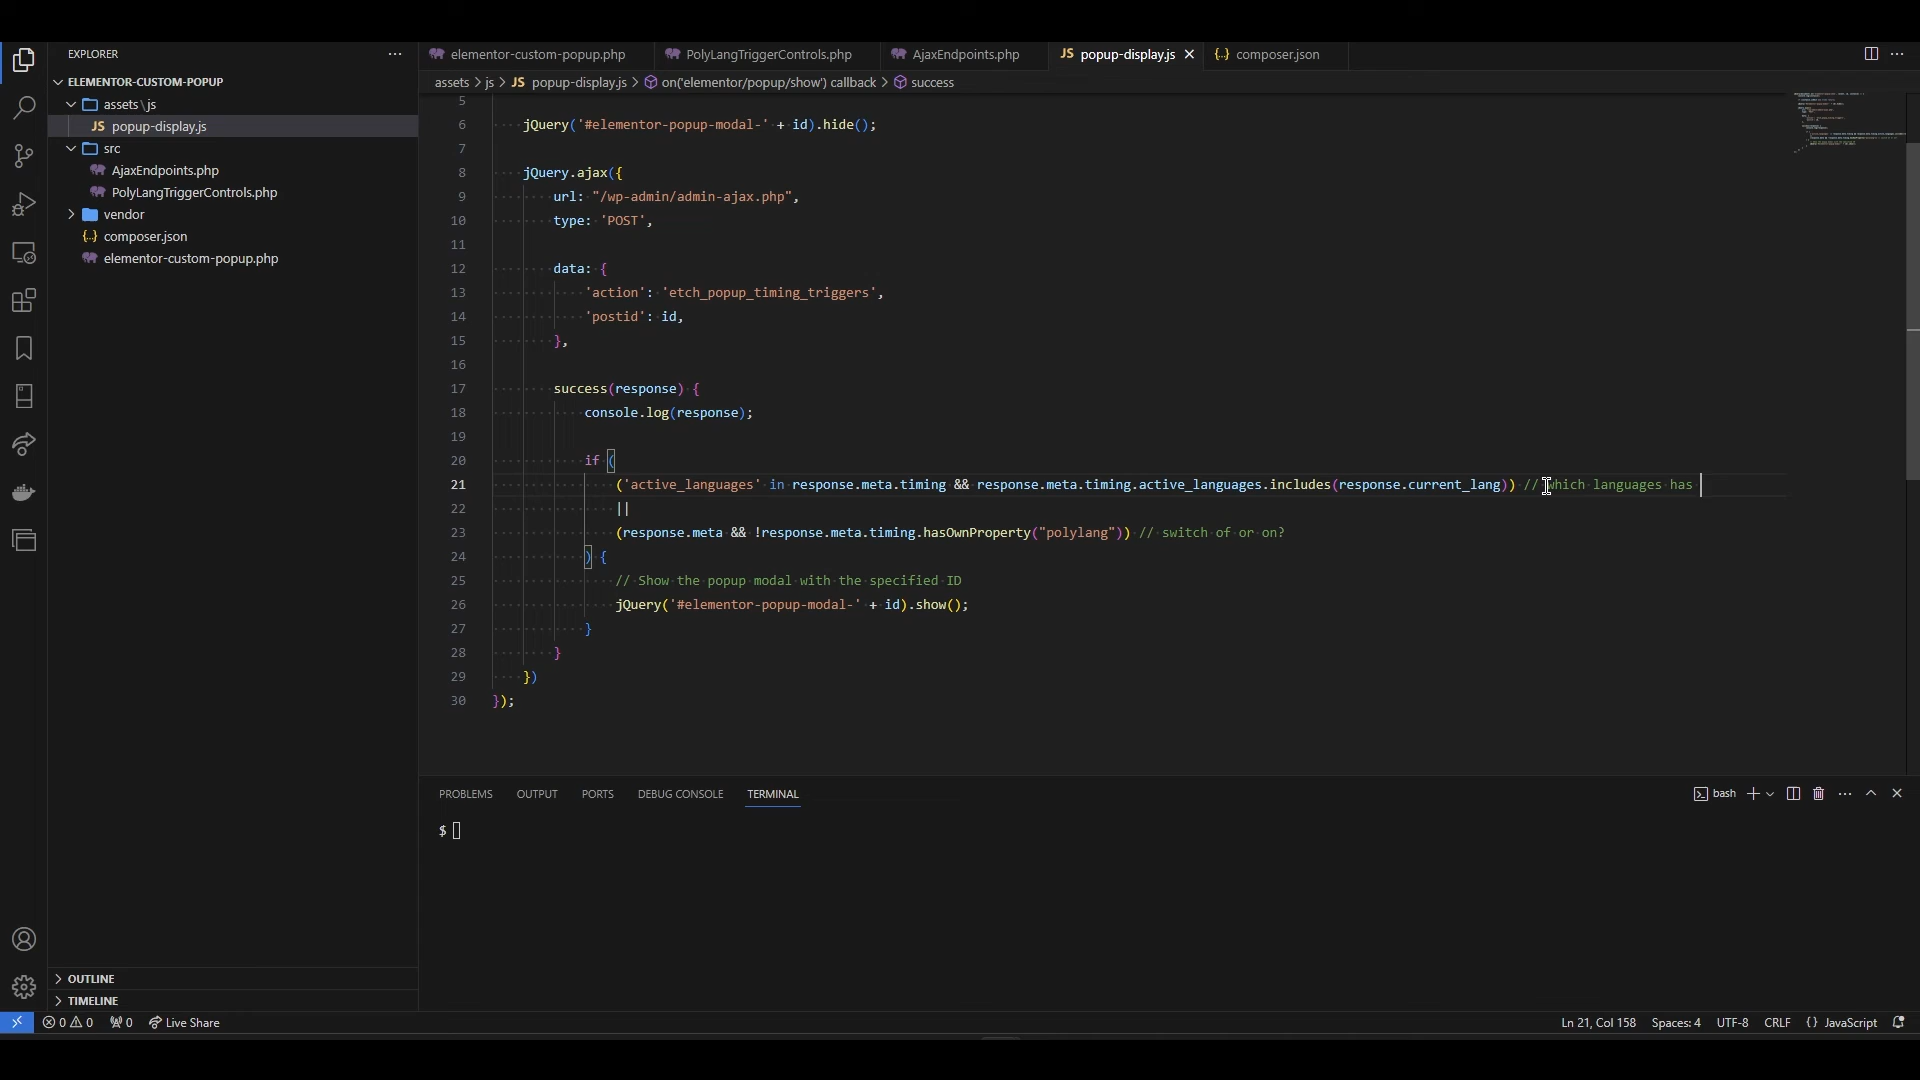 EXPLORER
elementor-custom-popup.php
PolyLangTriggerControls.php
AjaxEndpoints.php
JS popup-display.js
{..} composer.json
ELEMENTOR-CUSTOM-POPUP
assets\js
JS popup-display.js
src
AjaxEndpoints.php
PolyLangTriggerControls.php
vendor
{..} composer.json
elementor-custom-popup.php
OUTLINE
TIMELINE
assets > js > JS popup-display.js > on('elementor/popup/show') callback > success
5
6 jQuery('#elementor-popup-modal-' + id).hide();
7
8 jQuery.ajax({
9 url: "/wp-admin/admin-ajax.php",
10 type: 'POST',
11
12 data: {
13 'action': 'etch_popup_timing_triggers',
14 'postid': id,
15 },
16
17 success(response) {
18 console.log(response);
19
20 if (
21 ('active_languages' in response.meta.timing && response.meta.timing.active_languages.includes(response.current_lang)) // which languages has
22 ||
23 (response.meta && !response.meta.timing.hasOwnProperty("polylang")) // switch of or on?
24 ) {
25 // Show the popup modal with the specified ID
26 jQuery('#elementor-popup-modal-' + id).show();
27 }
28 }
29 })
30 });
PROBLEMS OUTPUT PORTS DEBUG CONSOLE TERMINAL
bash
$
0 0 0 Live Share
Ln 21, Col 158 Spaces: 4 UTF-8 CRLF {} JavaScript